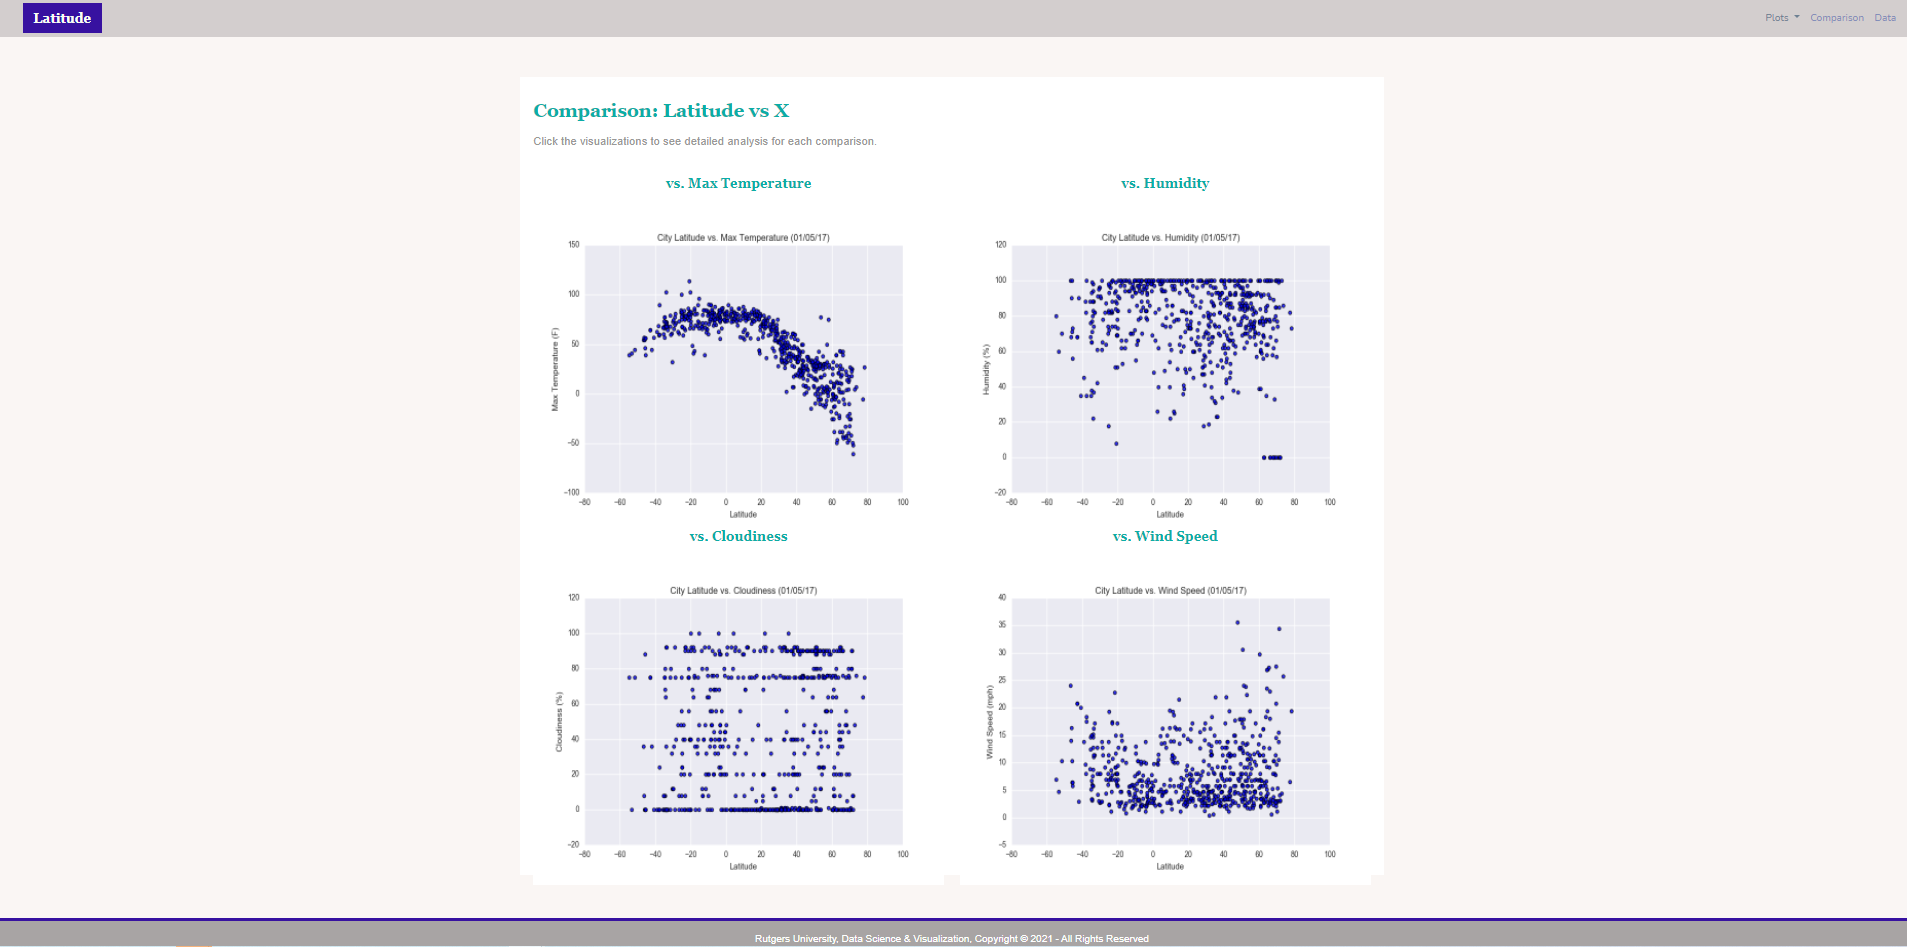 Latitude
Plots Comparison Data
Comparison: Latitude vs X
Click the visualizations to see detailed analysis for each comparison.
vs. Max Temperature
City Latitude vs. Max Temperature (01/05/17)
150
100
50
0
−50
−100
Max Temperature (F)
−80 −60 −40 −20 0 20 40 60 80 100
Latitude
vs. Humidity
City Latitude vs. Humidity (01/05/17)
120
100
80
60
40
20
0
−20
Humidity (%)
−80 −60 −40 −20 0 20 40 60 80 100
Latitude
vs. Cloudiness
City Latitude vs. Cloudiness (01/05/17)
120
100
80
60
40
20
0
−20
Cloudiness (%)
−80 −60 −40 −20 0 20 40 60 80 100
Latitude
vs. Wind Speed
City Latitude vs. Wind Speed (01/05/17)
40
35
30
25
20
15
10
5
0
−5
Wind Speed (mph)
−80 −60 −40 −20 0 20 40 60 80 100
Latitude
Rutgers University, Data Science & Visualization, Copyright © 2021 - All Rights Reserved